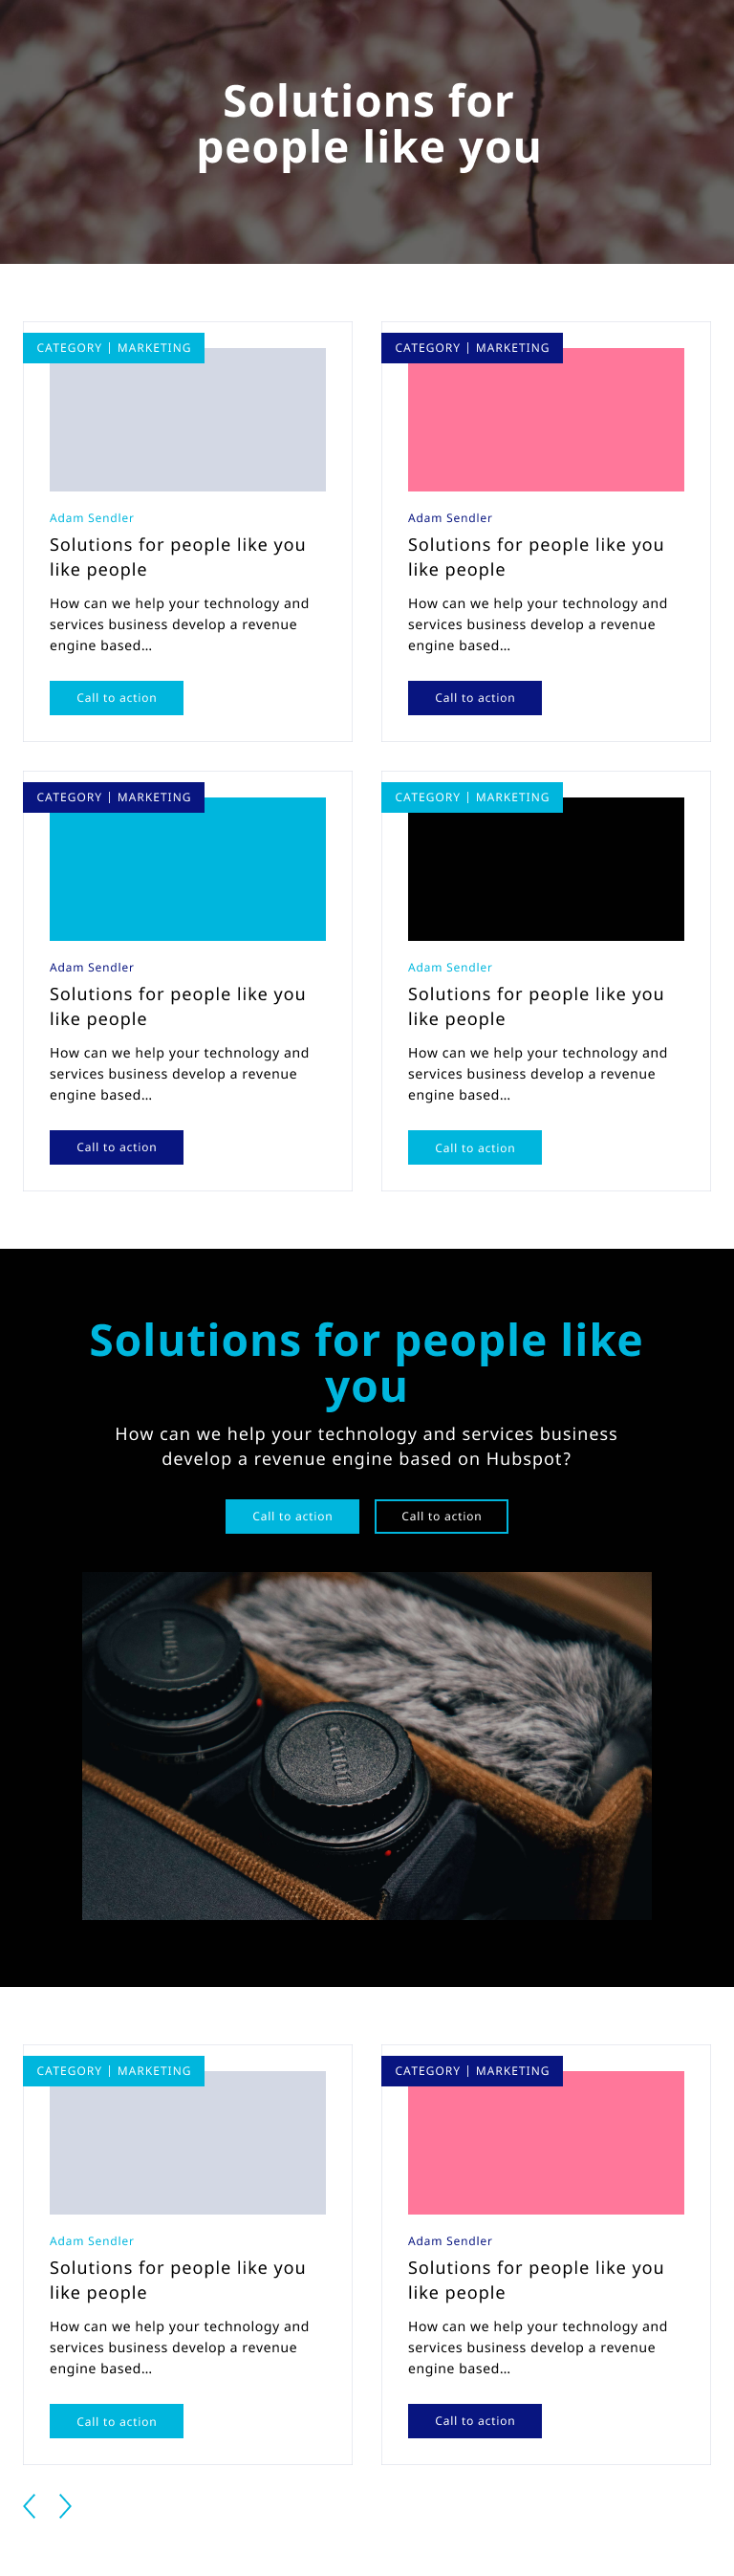 Solutions for
people like you
CATEGORY | MARKETING
Adam Sendler
Solutions for people like you
like people
How can we help your technology and
services business develop a revenue
engine based...
Call to action
CATEGORY | MARKETING
Adam Sendler
Solutions for people like you
like people
How can we help your technology and
services business develop a revenue
engine based...
Call to action
CATEGORY | MARKETING
Adam Sendler
Solutions for people like you
like people
How can we help your technology and
services business develop a revenue
engine based...
Call to action
CATEGORY | MARKETING
Adam Sendler
Solutions for people like you
like people
How can we help your technology and
services business develop a revenue
engine based...
Call to action
Solutions for people like
you
How can we help your technology and services business
develop a revenue engine based on Hubspot?
Call to action
Call to action
Canon
Canon
CATEGORY | MARKETING
Adam Sendler
Solutions for people like you
like people
How can we help your technology and
services business develop a revenue
engine based...
Call to action
CATEGORY | MARKETING
Adam Sendler
Solutions for people like you
like people
How can we help your technology and
services business develop a revenue
engine based...
Call to action